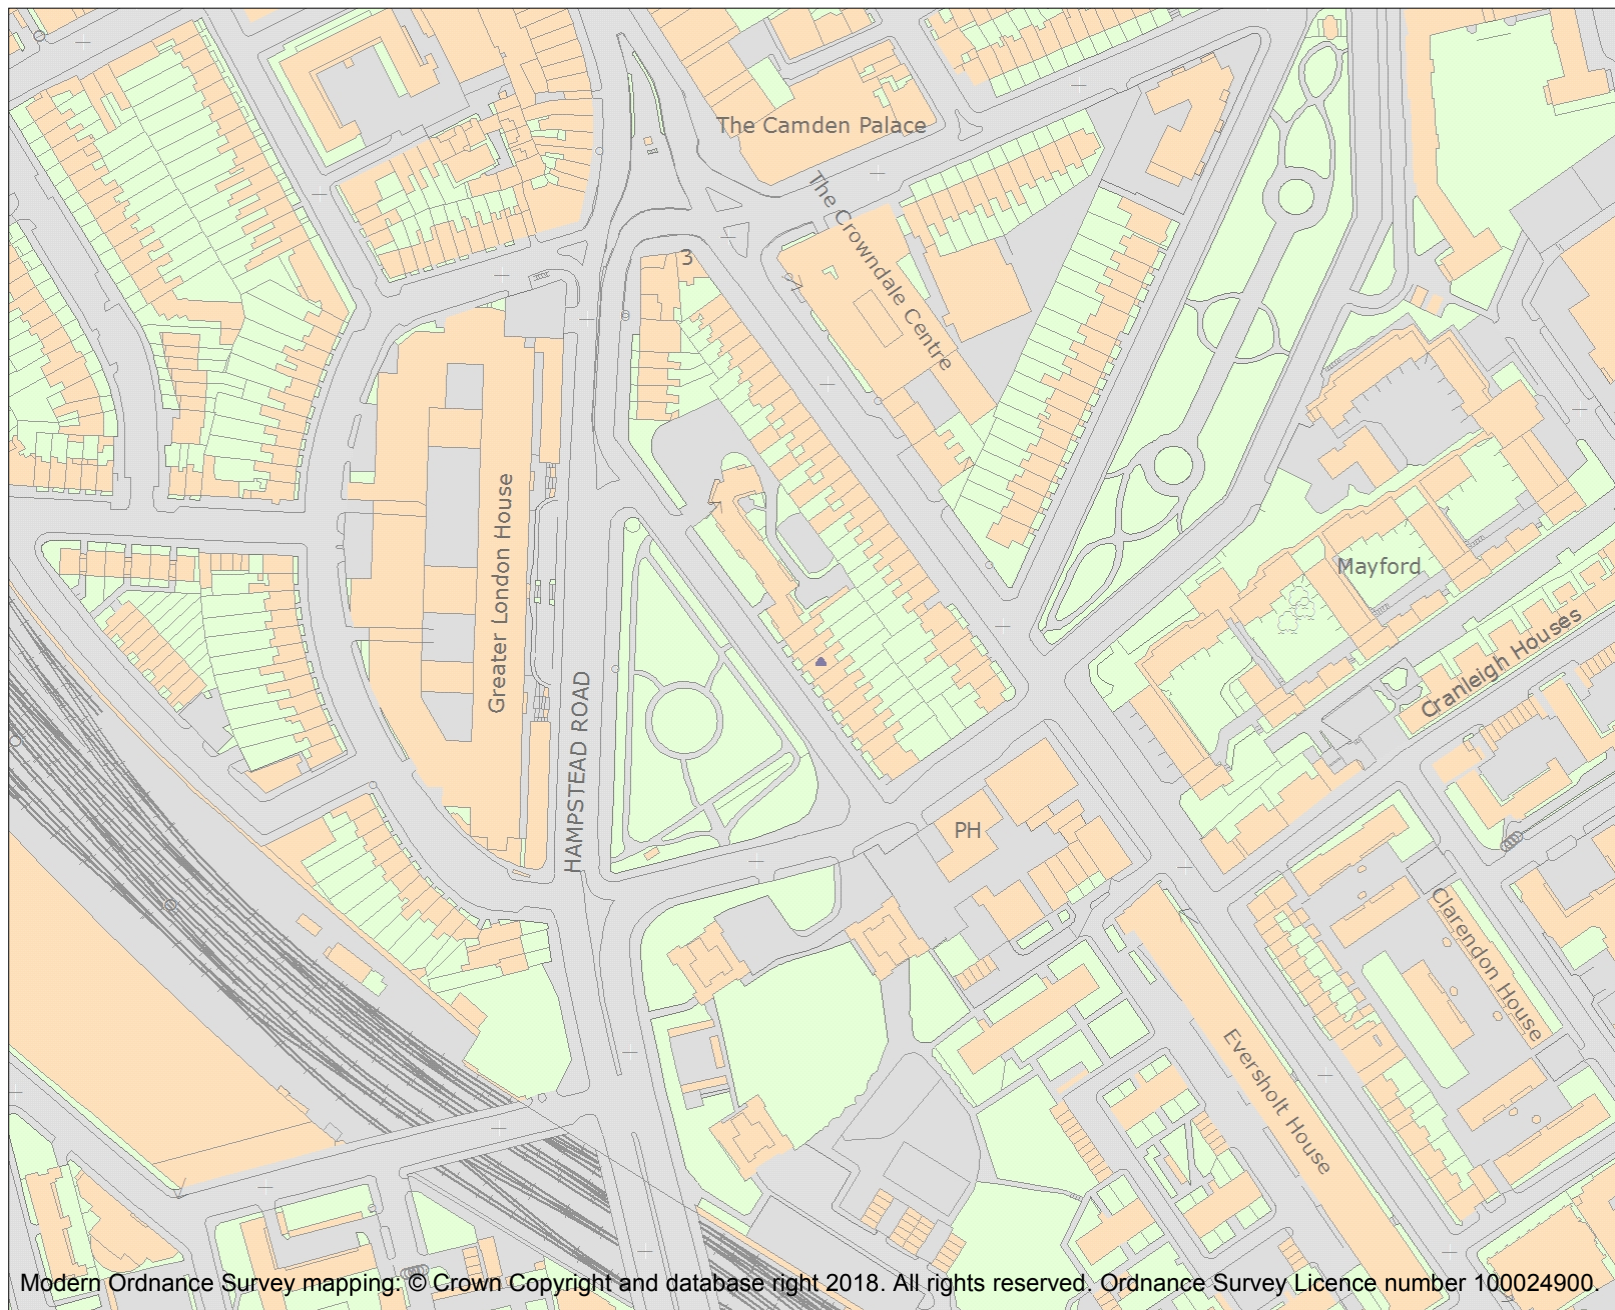 The Camden Palace
The Crowndale Centre
3
Greater London House
HAMPSTEAD ROAD
Mayford
Cranleigh Houses
PH
Clarendon House
Eversholt House
Modern Ordnance Survey mapping: © Crown Copyright and database right 2018. All rights reserved. Ordnance Survey Licence number 100024900.